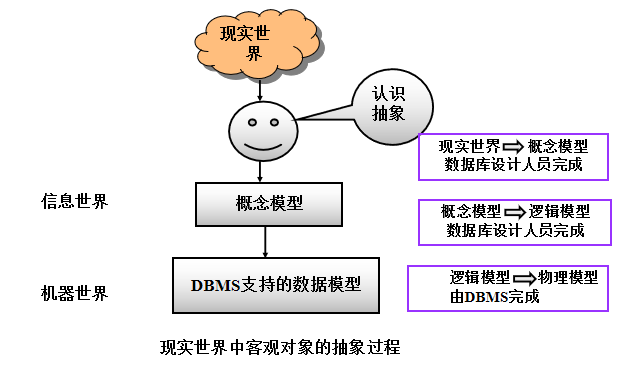 现实世
界
认识
抽象
现实世界⇨概念模型
数据库设计人员完成
信息世界
概念模型
概念模型⇨逻辑模型
数据库设计人员完成
机器世界
DBMS支持的数据模型
逻辑模型⇨物理模型
由DBMS完成
现实世界中客观对象的抽象过程